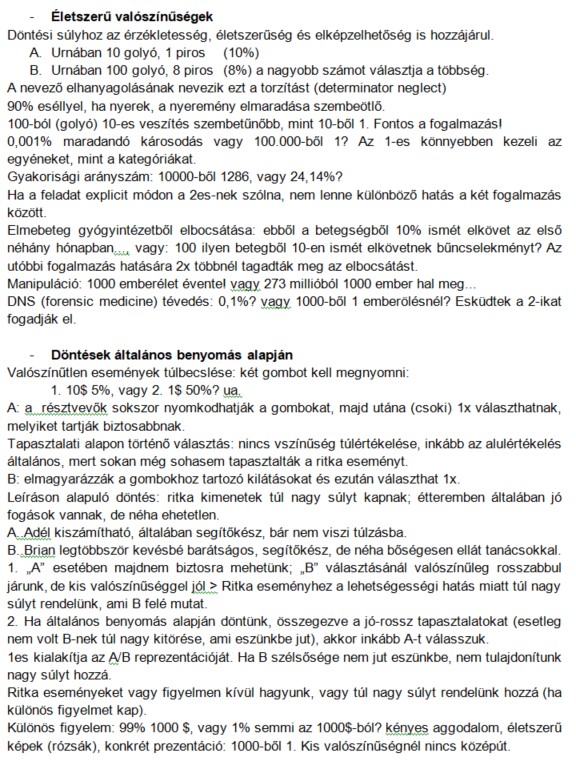 - Életszerű valószínűségek
Döntési súlyhoz az érzékletesség, életszerűség és elképzelhetőség is hozzájárul.
A. Urnában 10 golyó, 1 piros (10%)
B. Urnában 100 golyó, 8 piros (8%) a nagyobb számot választja a többség.
A nevező elhanyagolásának nevezik ezt a torzítást (determinator neglect)
90% eséllyel, ha nyerek, a nyeremény elmaradása szembeötlő.
100-ból (golyó) 10-es veszítés szembetűnőbb, mint 10-ből 1. Fontos a fogalmazás!
0,001% maradandó károsodás vagy 100.000-ből 1? Az 1-es könnyebben kezeli az
egyéneket, mint a kategóriákat.
Gyakorisági arányszám: 10000-ből 1286, vagy 24,14%?
Ha a feladat explicit módon a 2es-nek szólna, nem lenne különböző hatás a két fogalmazás
között.
Elmebeteg gyógyintézetből elbocsátása: ebből a betegségből 10% ismét elkövet az első
néhány hónapban..., vagy: 100 ilyen betegből 10-en ismét elkövetnek bűncselekményt? Az
utóbbi fogalmazás hatására 2x többnél tagadták meg az elbocsátást.
Manipuláció: 1000 emberélet évente! vagy 273 millióból 1000 ember hal meg...
DNS (forensic medicine) tévedés: 0,1%? vagy 1000-ből 1 emberölésnél? Esküdtek a 2-ikat
fogadják el.
- Döntések általános benyomás alapján
Valószínűtlen események túlbecslése: két gombot kell megnyomni:
1. 10$ 5%, vagy 2. 1$ 50%? ua.
A: a résztvevők sokszor nyomkodhatják a gombokat, majd utána (csoki) 1x választhatnak,
melyiket tartják biztosabbnak.
Tapasztalati alapon történő választás: nincs vszínűség túlértékelése, inkább az alulértékelés
általános, mert sokan még sohasem tapasztalták a ritka eseményt.
B: elmagyarázzák a gombokhoz tartozó kilátásokat és ezután választhat 1x.
Leíráson alapuló döntés: ritka kimenetek túl nagy súlyt kapnak; étteremben általában jó
fogások vannak, de néha ehetetlen.
A..Adél kiszámítható, általában segítőkész, bár nem viszi túlzásba.
B..Brian legtöbbször kevésbé barátságos, segítőkész, de néha bőségesen ellát tanácsokkal.
1. „A” esetében majdnem biztosra mehetünk; „B” választásánál valószínűleg rosszabbul
járunk, de kis valószínűséggel jól > Ritka eseményhez a lehetségességi hatás miatt túl nagy
súlyt rendelünk, ami B felé mutat.
2. Ha általános benyomás alapján döntünk, összegezve a jó-rossz tapasztalatokat (esetleg
nem volt B-nek túl nagy kitörése, ami eszünkbe jut), akkor inkább A-t válasszuk.
1es kialakítja az A/B reprezentációját. Ha B szélsősége nem jut eszünkbe, nem tulajdonítunk
nagy súlyt hozzá.
Ritka eseményeket vagy figyelmen kívül hagyunk, vagy túl nagy súlyt rendelünk hozzá (ha
különös figyelmet kap).
Különös figyelem: 99% 1000 $, vagy 1% semmi az 1000$-ból? kényes aggodalom, életszerű
képek (rózsák), konkrét prezentáció: 1000-ből 1. Kis valószínűségnél nincs középút.